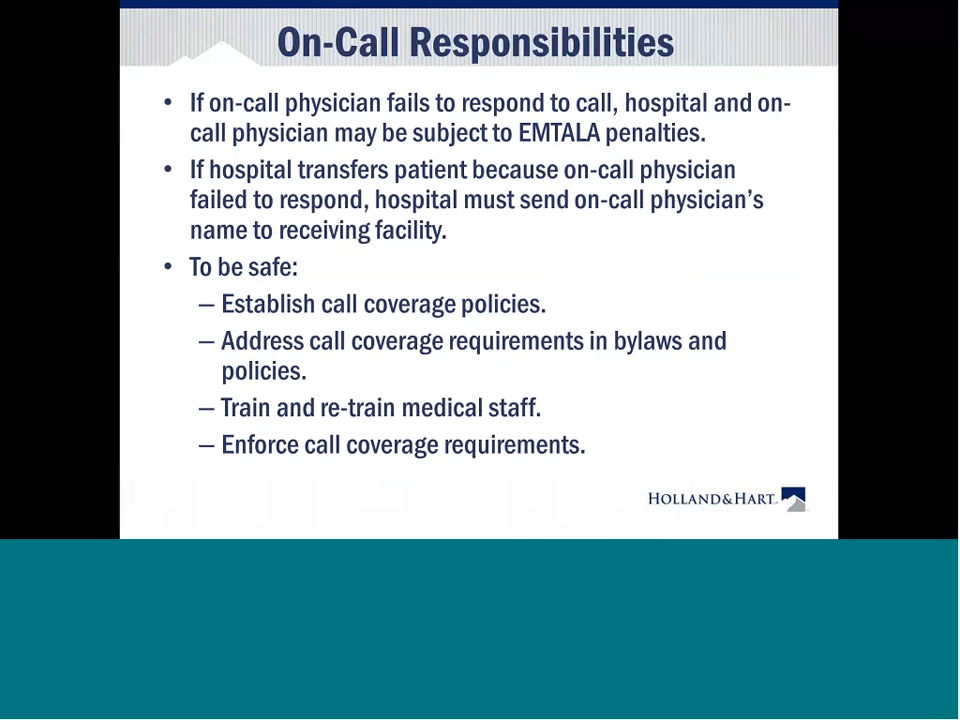 On-Call Responsibilities
• If on-call physician fails to respond to call, hospital and on-
call physician may be subject to EMTALA penalties.
• If hospital transfers patient because on-call physician
failed to respond, hospital must send on-call physician's
name to receiving facility.
• To be safe:
– Establish call coverage policies.
– Address call coverage requirements in bylaws and
policies.
– Train and re-train medical staff.
– Enforce call coverage requirements.
HOLLAND&HART